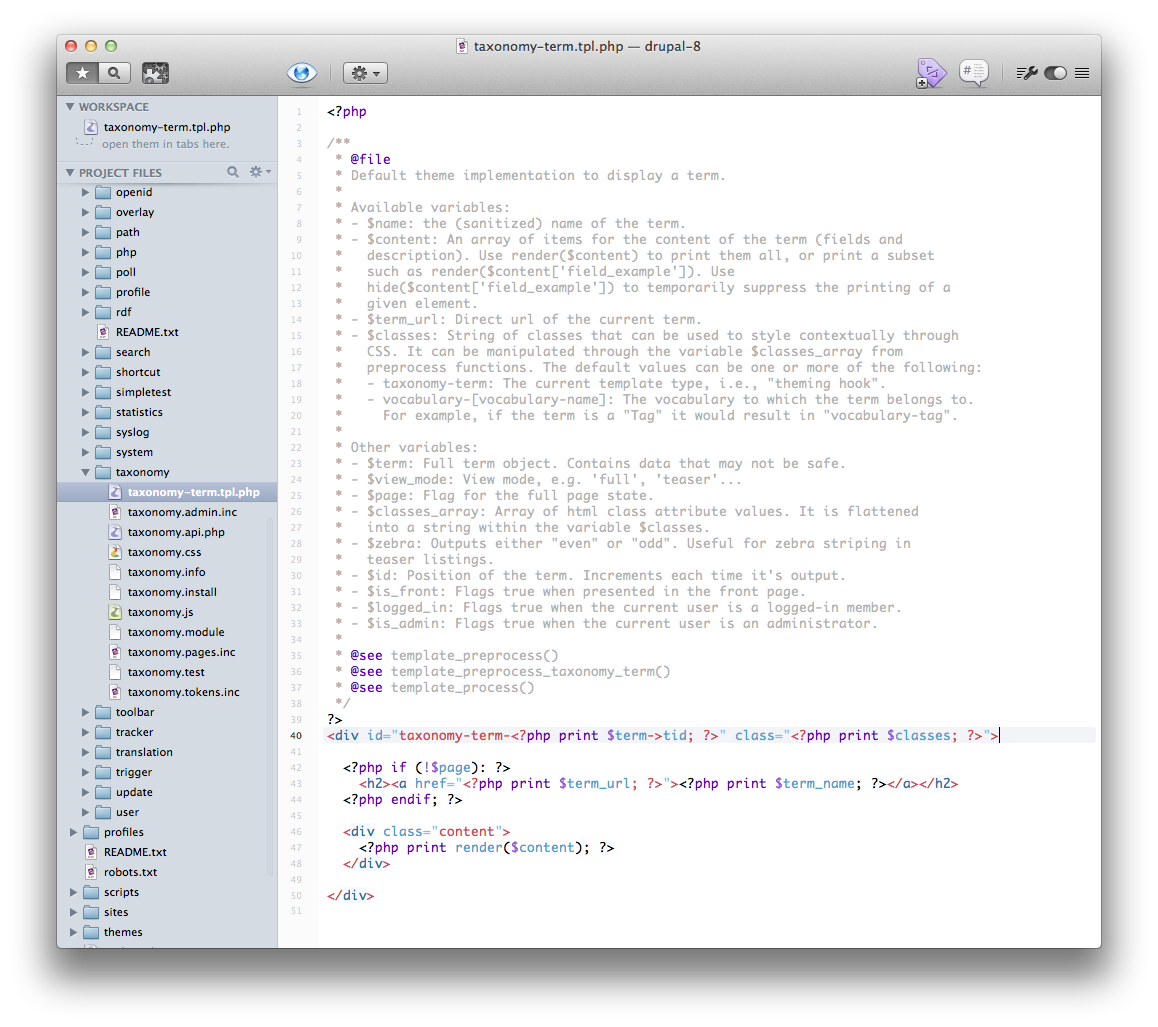 taxonomy-term.tpl.php — drupal-8
WORKSPACE
taxonomy-term.tpl.php
open them in tabs here.
PROJECT FILES
openid
overlay
path
php
poll
profile
rdf
README.txt
search
shortcut
simpletest
statistics
syslog
system
taxonomy
taxonomy-term.tpl.php
taxonomy.admin.inc
taxonomy.api.php
taxonomy.css
taxonomy.info
taxonomy.install
taxonomy.js
taxonomy.module
taxonomy.pages.inc
taxonomy.test
taxonomy.tokens.inc
toolbar
tracker
translation
trigger
update
user
profiles
README.txt
robots.txt
scripts
sites
themes
1 <?php
2
3 /**
4  * @file
5  * Default theme implementation to display a term.
6  *
7  * Available variables:
8  * - $name: the (sanitized) name of the term.
9  * - $content: An array of items for the content of the term (fields and
10  *   description). Use render($content) to print them all, or print a subset
11  *   such as render($content['field_example']). Use
12  *   hide($content['field_example']) to temporarily suppress the printing of a
13  *   given element.
14  * - $term_url: Direct url of the current term.
15  * - $classes: String of classes that can be used to style contextually through
16  *   CSS. It can be manipulated through the variable $classes_array from
17  *   preprocess functions. The default values can be one or more of the following:
18  *   - taxonomy-term: The current template type, i.e., "theming hook".
19  *   - vocabulary-[vocabulary-name]: The vocabulary to which the term belongs to.
20  *     For example, if the term is a "Tag" it would result in "vocabulary-tag".
21  *
22  * Other variables:
23  * - $term: Full term object. Contains data that may not be safe.
24  * - $view_mode: View mode, e.g. 'full', 'teaser'...
25  * - $page: Flag for the full page state.
26  * - $classes_array: Array of html class attribute values. It is flattened
27  *   into a string within the variable $classes.
28  * - $zebra: Outputs either "even" or "odd". Useful for zebra striping in
29  *   teaser listings.
30  * - $id: Position of the term. Increments each time it's output.
31  * - $is_front: Flags true when presented in the front page.
32  * - $logged_in: Flags true when the current user is a logged-in member.
33  * - $is_admin: Flags true when the current user is an administrator.
34  *
35  * @see template_preprocess()
36  * @see template_preprocess_taxonomy_term()
37  * @see template_process()
38  */
39 ?>
40 <div id="taxonomy-term-<?php print $term->tid; ?>" class="<?php print $classes; ?>">
41
42   <?php if (!$page): ?>
43     <h2><a href="<?php print $term_url; ?>"><?php print $term_name; ?></a></h2>
44   <?php endif; ?>
45
46   <div class="content">
47     <?php print render($content); ?>
48   </div>
49
50 </div>
51